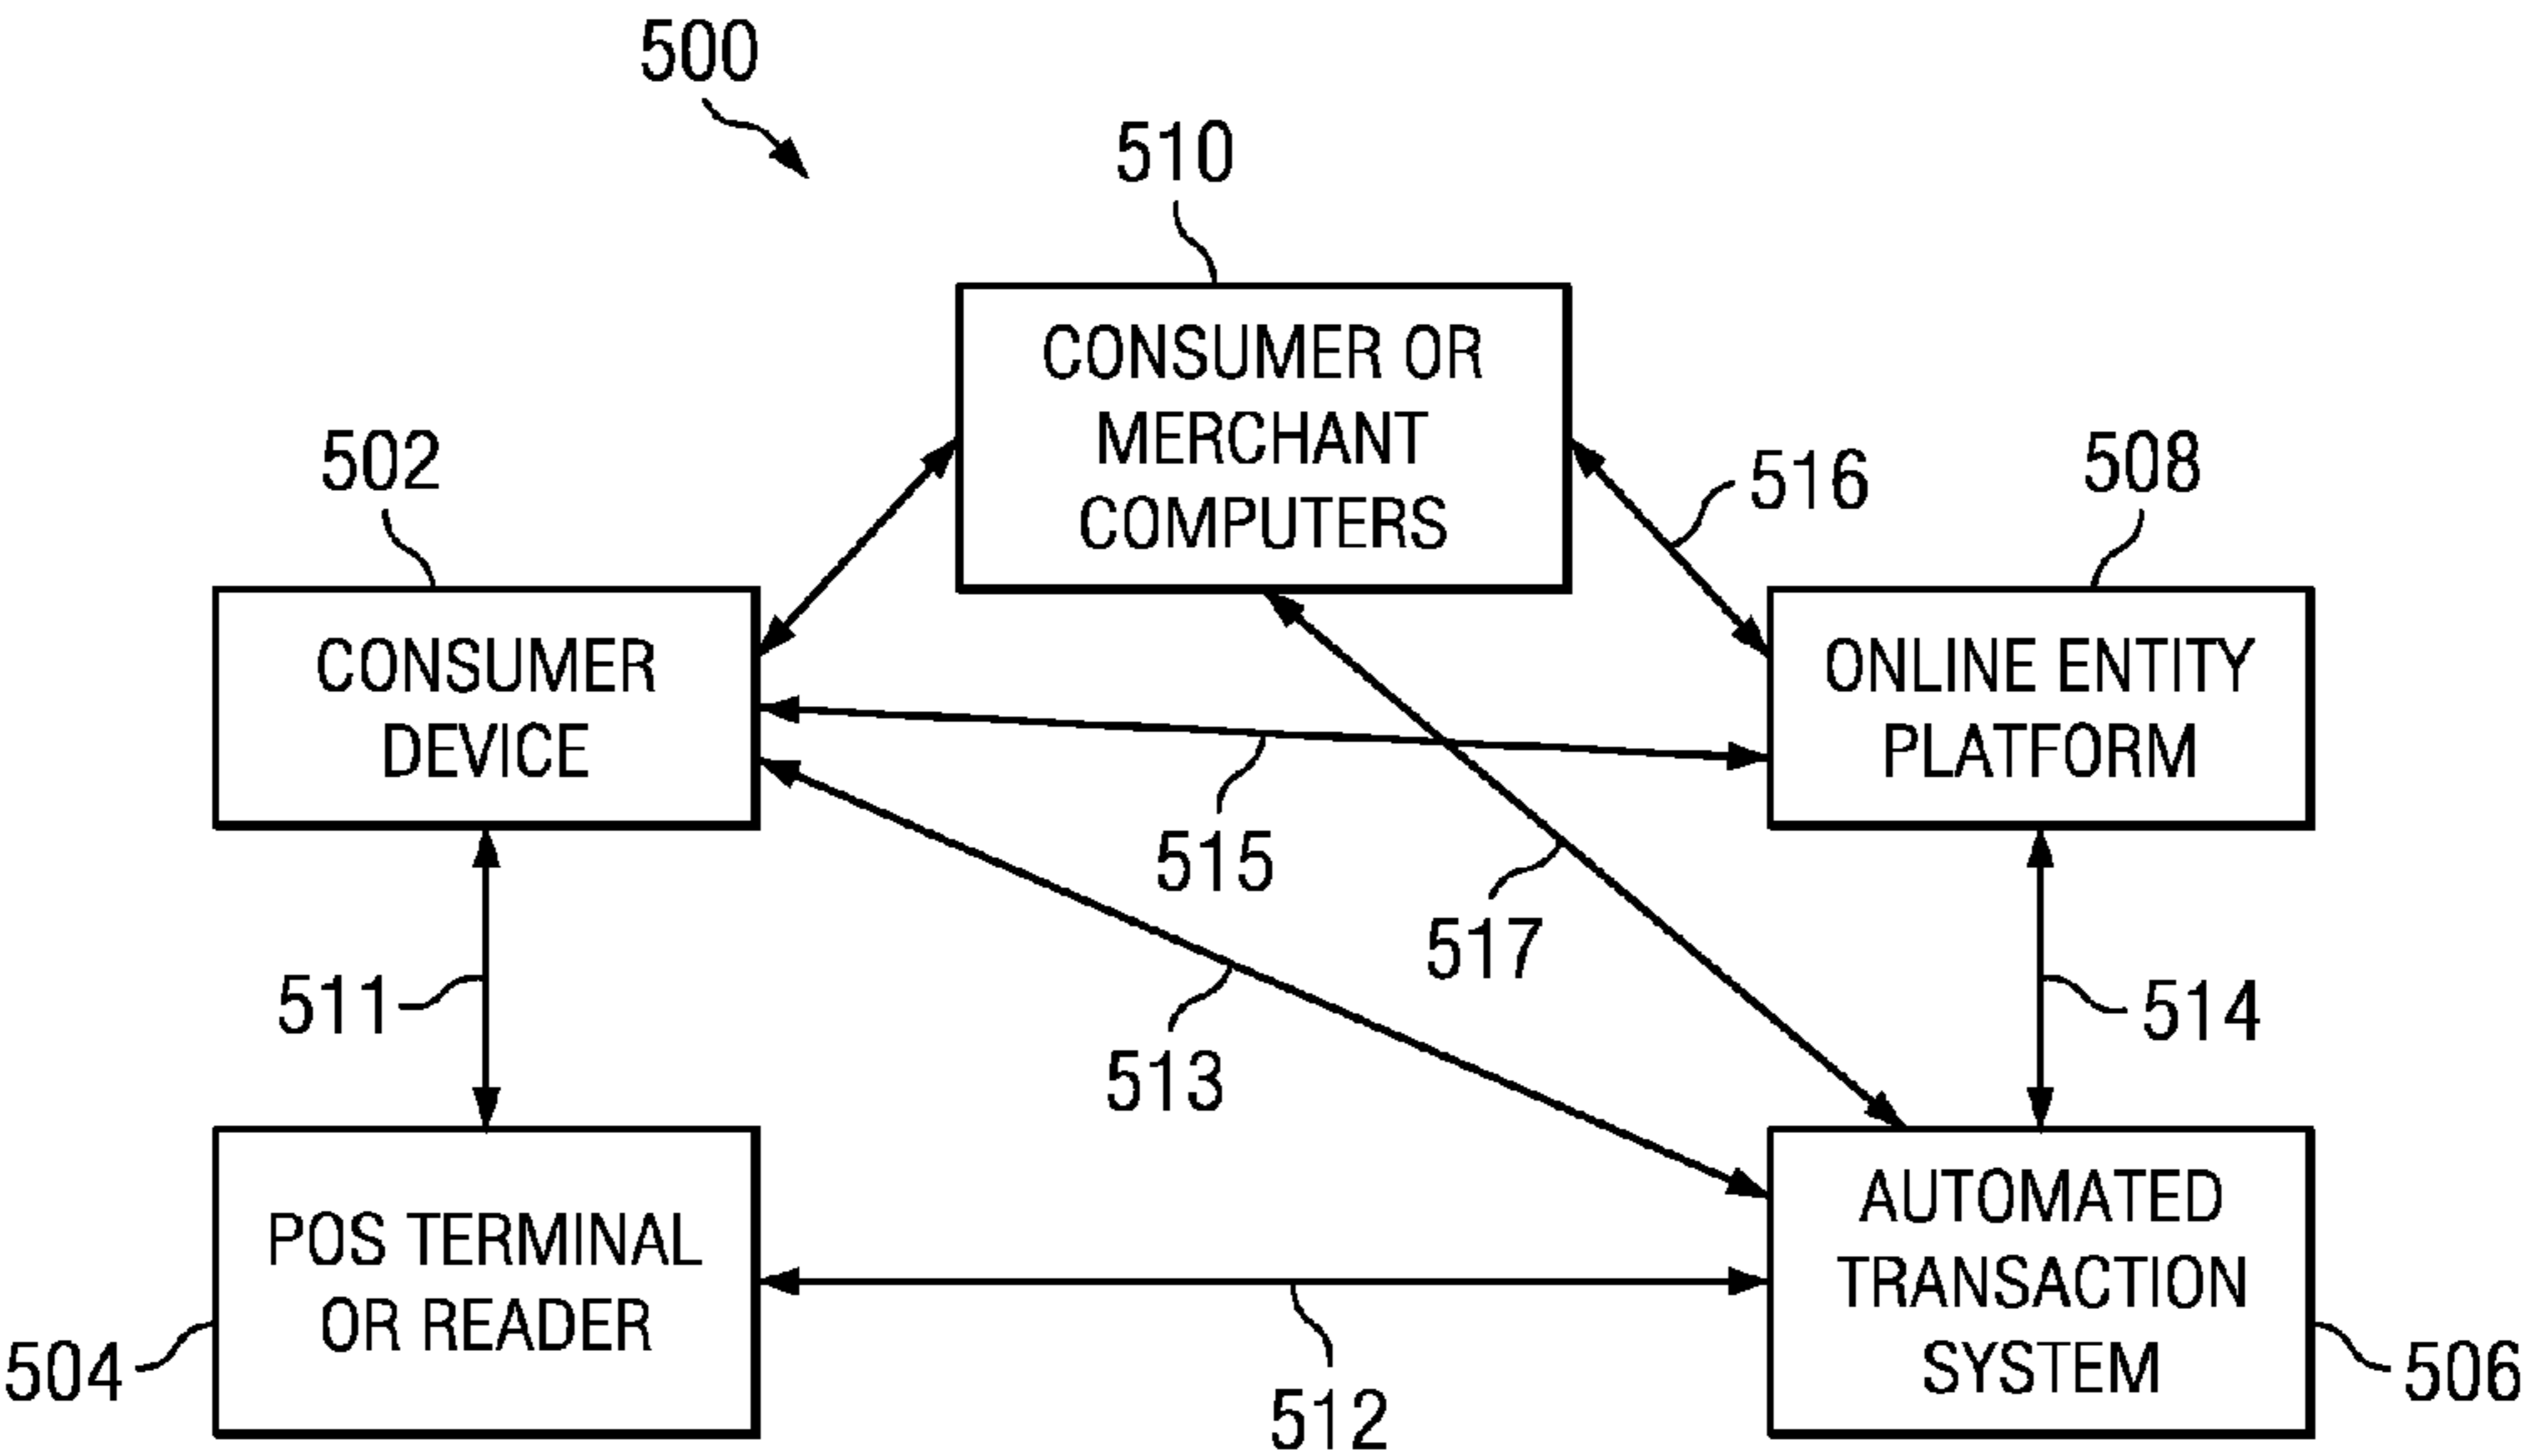 500
510
CONSUMER OR
MERCHANT
COMPUTERS
502
516
508
CONSUMER
DEVICE
ONLINE ENTITY
PLATFORM
515
517
511
513
514
POS TERMINAL
OR READER
AUTOMATED
TRANSACTION
SYSTEM
504
506
512